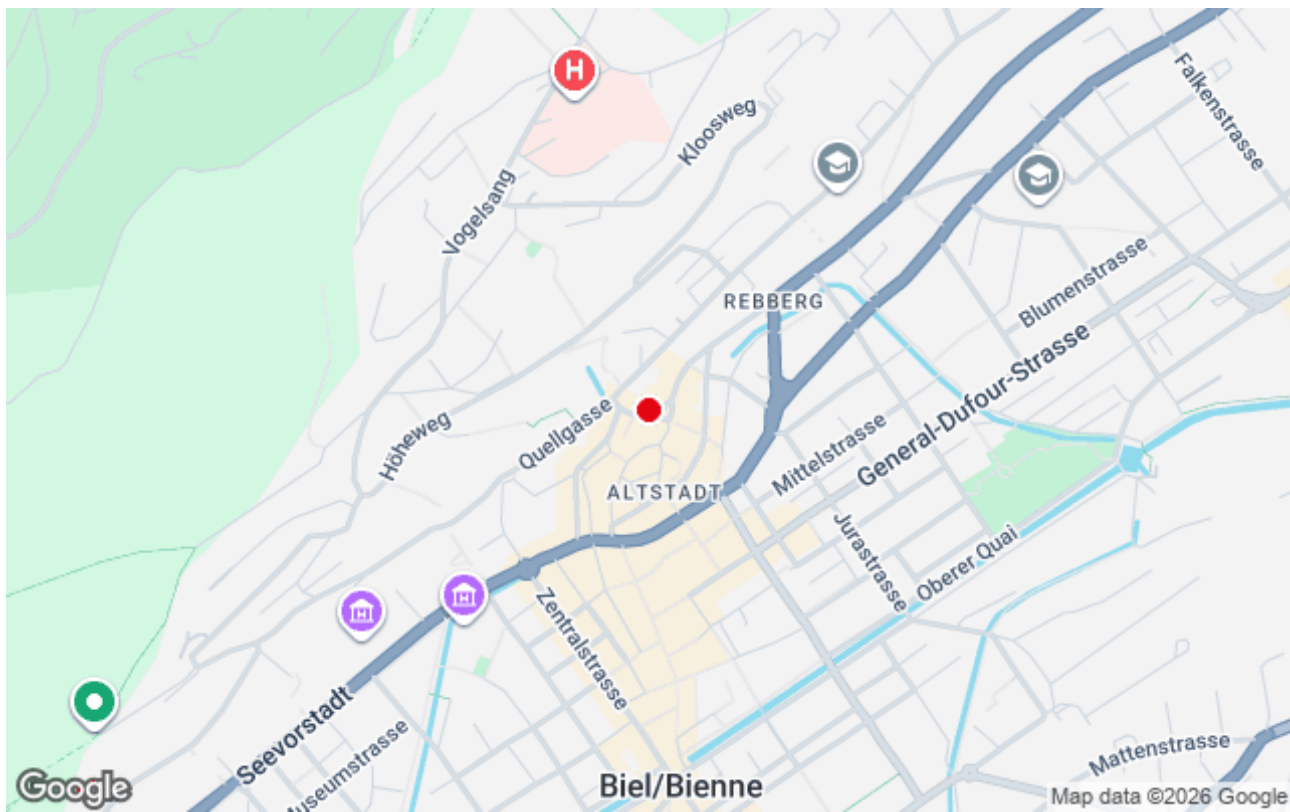 H
Falkenstrasse
Kloosweg
Vogelsang
REBBERG
Blumenstrasse
General-Dufour-Strasse
Höheweg
Quellgasse
Mittelstrasse
ALTSTADT
Jurastrasse
Oberer Quai
Zentralstrasse
Seevorstadt
Museumstrasse
Mattenstrasse
Biel/Bienne
Google
Map data ©2026 Google